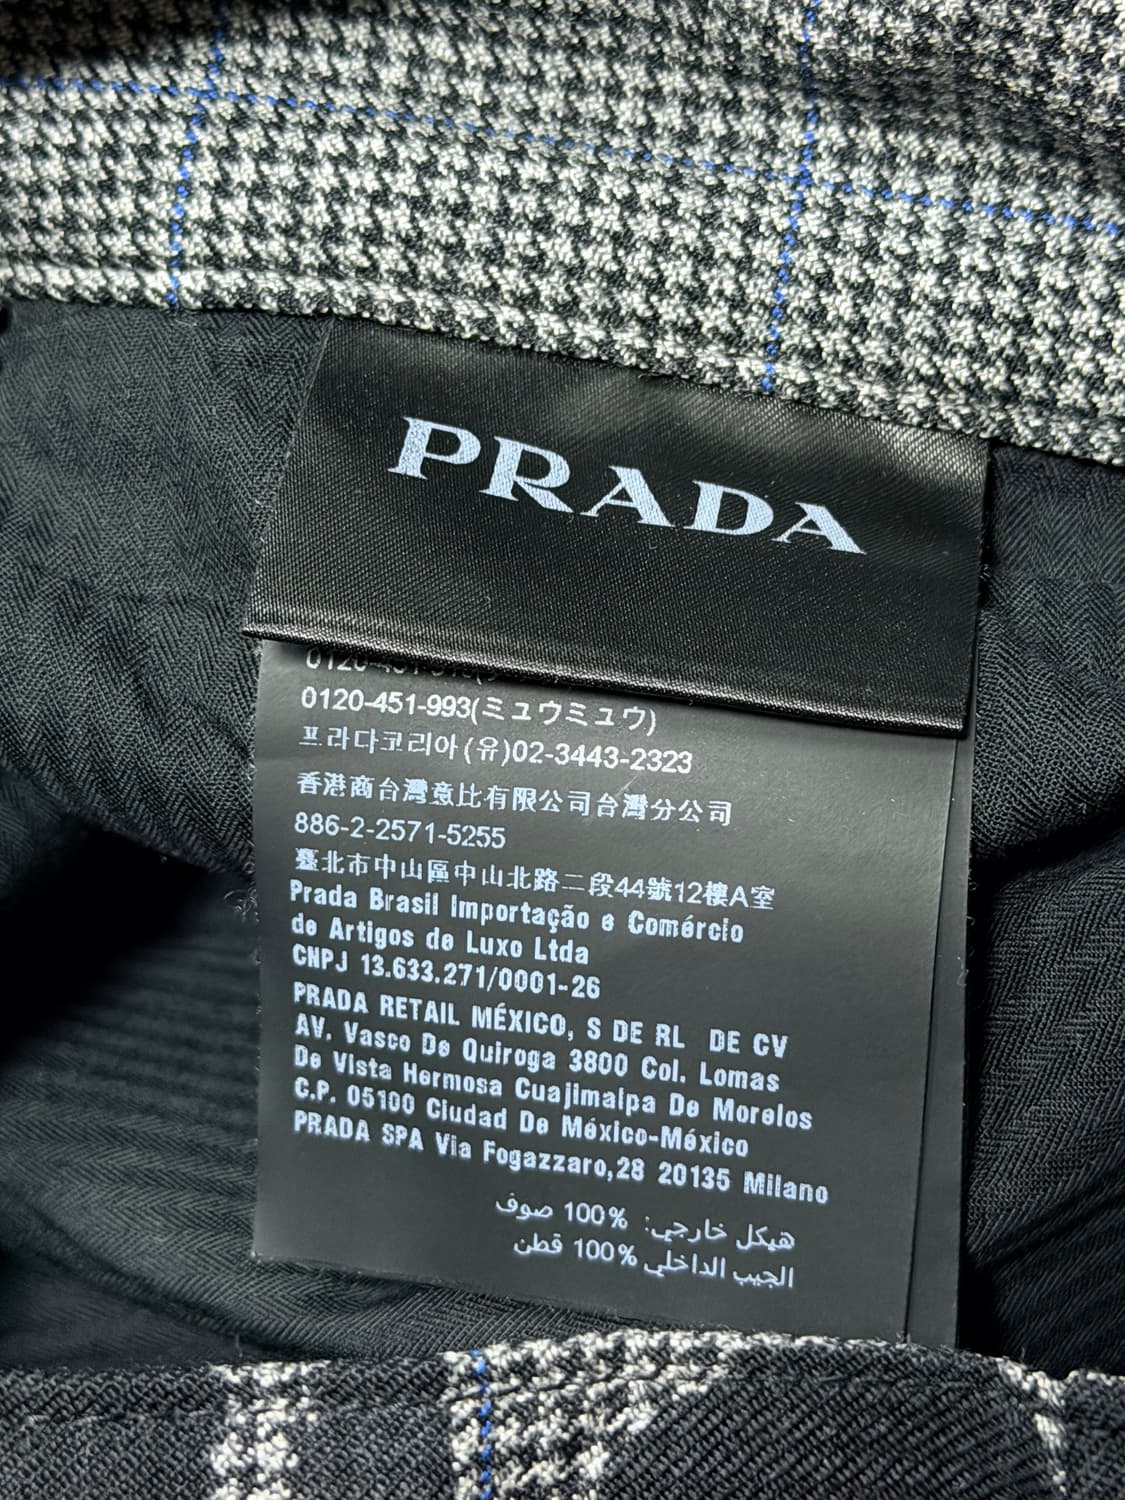 PRADA
0120-451-993(ミュウミュウ)
프라다코리아(유)02-3443-2323
香港商台灣意比有限公司台灣分公司
886-2-2571-5255
臺北市中山區中山北路二段44號12樓A室
Prada Brasil Importação e Comércio
de Artigos de Luxo Ltda
CNPJ 13.633.271/0001-26
PRADA RETAIL MÉXICO, S DE RL DE CV
AV. Vasco De Quiroga 3800 Col. Lomas
De Vista Hermosa Cuajimalpa De Morelos
C.P. 05100 Ciudad De México-México
PRADA SPA Via Fogazzaro,28 20135 Milano
هيكل خارجي: %100 صوف
الجيب الداخلي %100 قطن